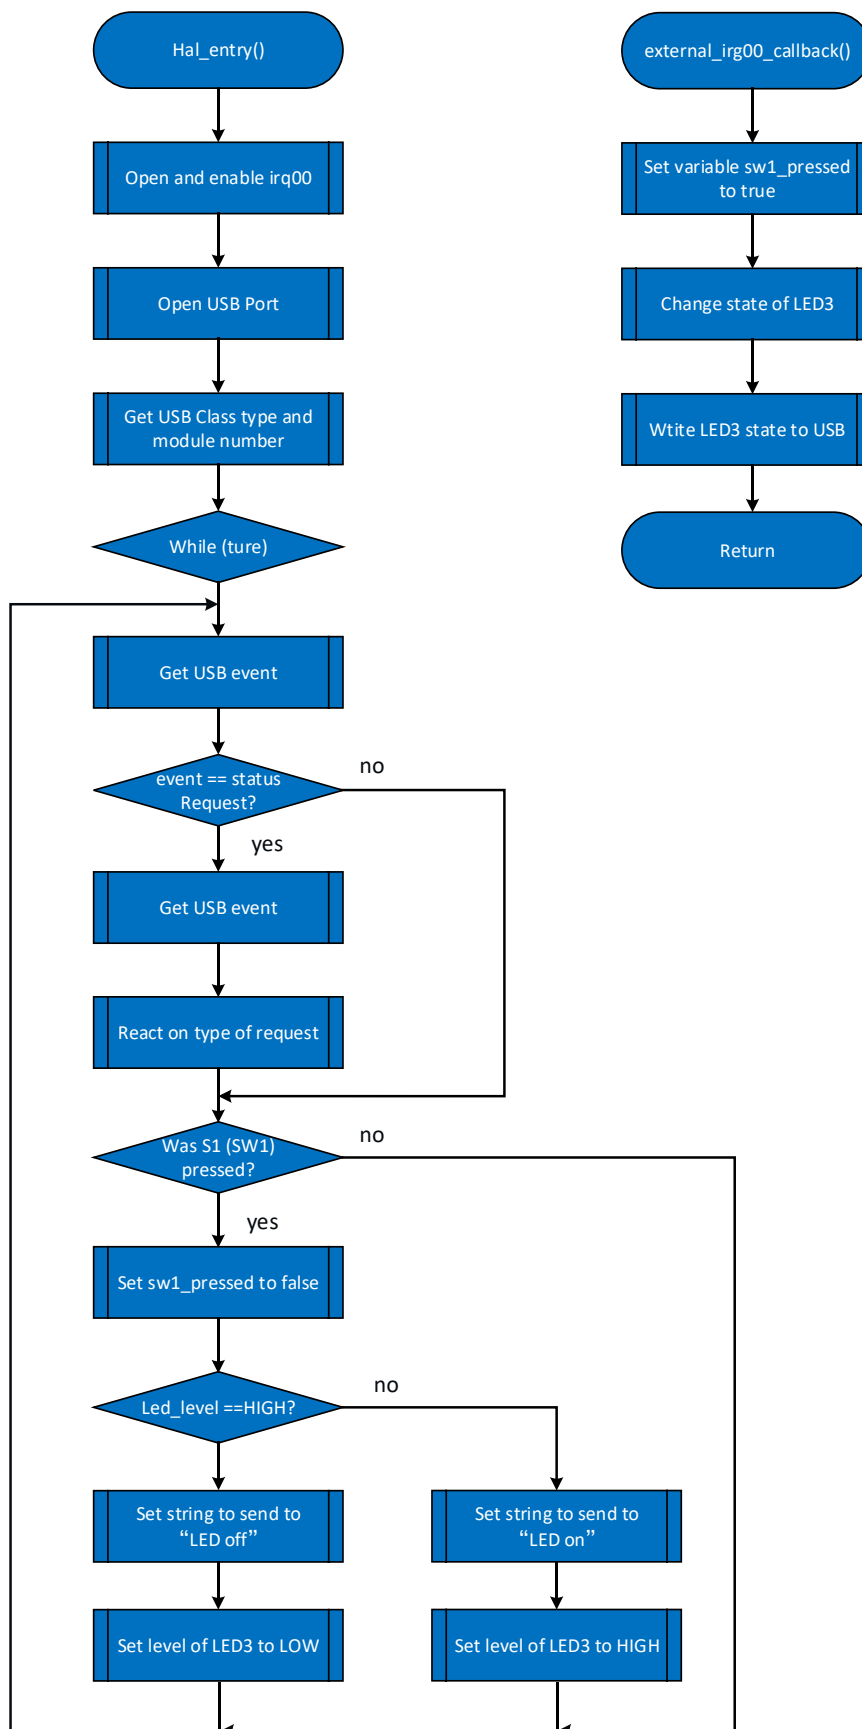 Hal_entry()
Open and enable irq00
Open USB Port
Get USB Class type and
module number
While (ture)
Get USB event
event == status
Request?
no
yes
Get USB event
React on type of request
Was S1 (SW1)
pressed?
no
yes
Set sw1_pressed to false
Led_level ==HIGH?
no
Set string to send to
“LED off”
Set string to send to
“LED on”
Set level of LED3 to LOW
Set level of LED3 to HIGH
external_irg00_callback()
Set variable sw1_pressed
to true
Change state of LED3
Wtite LED3 state to USB
Return